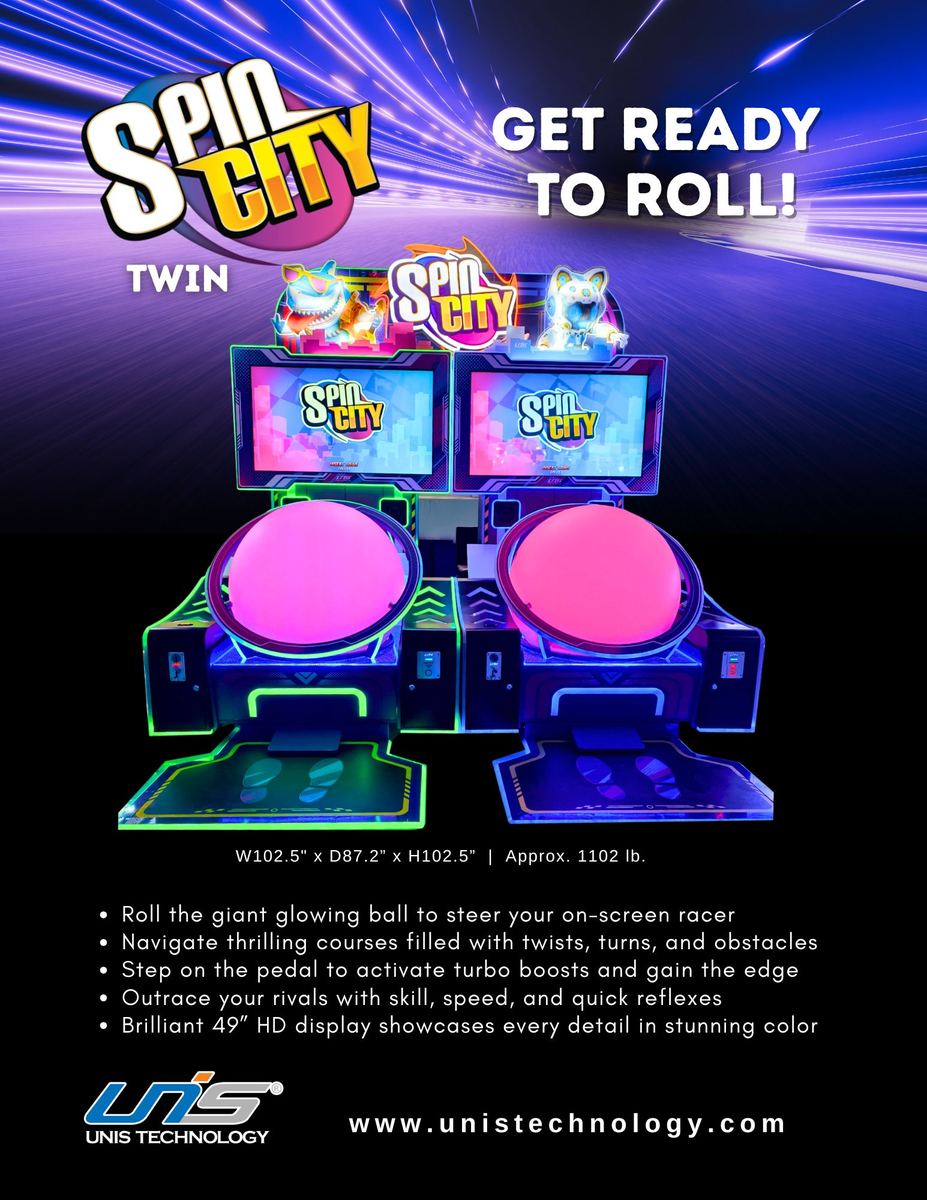 SPIN
CITY
TWIN
GET READY
TO ROLL!
SPIN
CITY
SPIN
CITY
SPIN
CITY
W102.5" x D87.2” x H102.5” | Approx. 1102 lb.
• Roll the giant glowing ball to steer your on-screen racer
• Navigate thrilling courses filled with twists, turns, and obstacles
• Step on the pedal to activate turbo boosts and gain the edge
• Outrace your rivals with skill, speed, and quick reflexes
• Brilliant 49” HD display showcases every detail in stunning color
UNIS®
UNIS TECHNOLOGY
www.unistechnology.com